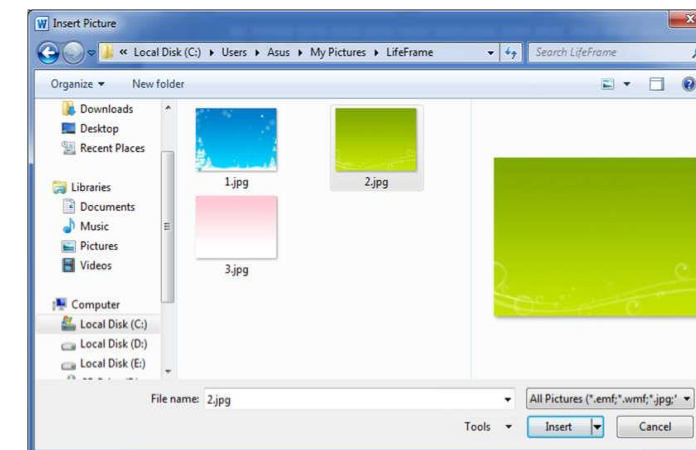 Insert Picture
« Local Disk (C:) ▸ Users ▸ Asus ▸ My Pictures ▸ LifeFrame
Search LifeFrame
Organize ▾ New folder
Downloads
Desktop
Recent Places
Libraries
Documents
Music
Pictures
Videos
Computer
Local Disk (C:)
Local Disk (D:)
Local Disk (E:)
1.jpg
2.jpg
3.jpg
File name: 2.jpg
All Pictures (*.emf;*.wmf;*.jpg;*
Tools ▾ Insert Cancel